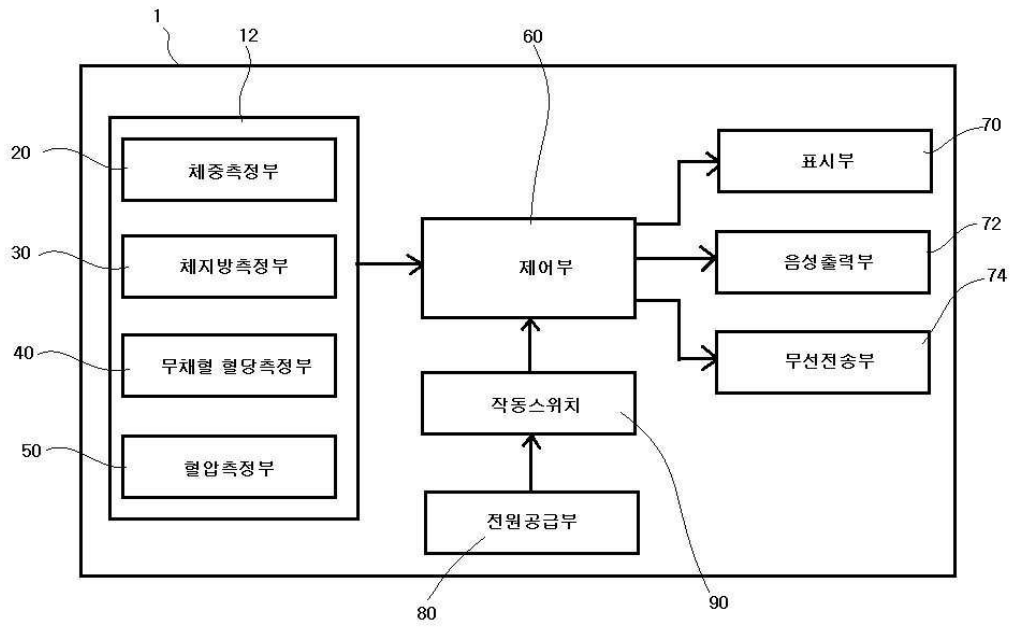 1
12
60
20
체중측정부
표시부
70
30
체지방측정부
제어부
음성출력부
72
40
무채혈 혈당측정부
무선전송부
74
작동스위치
50
혈압측정부
전원공급부
80
90